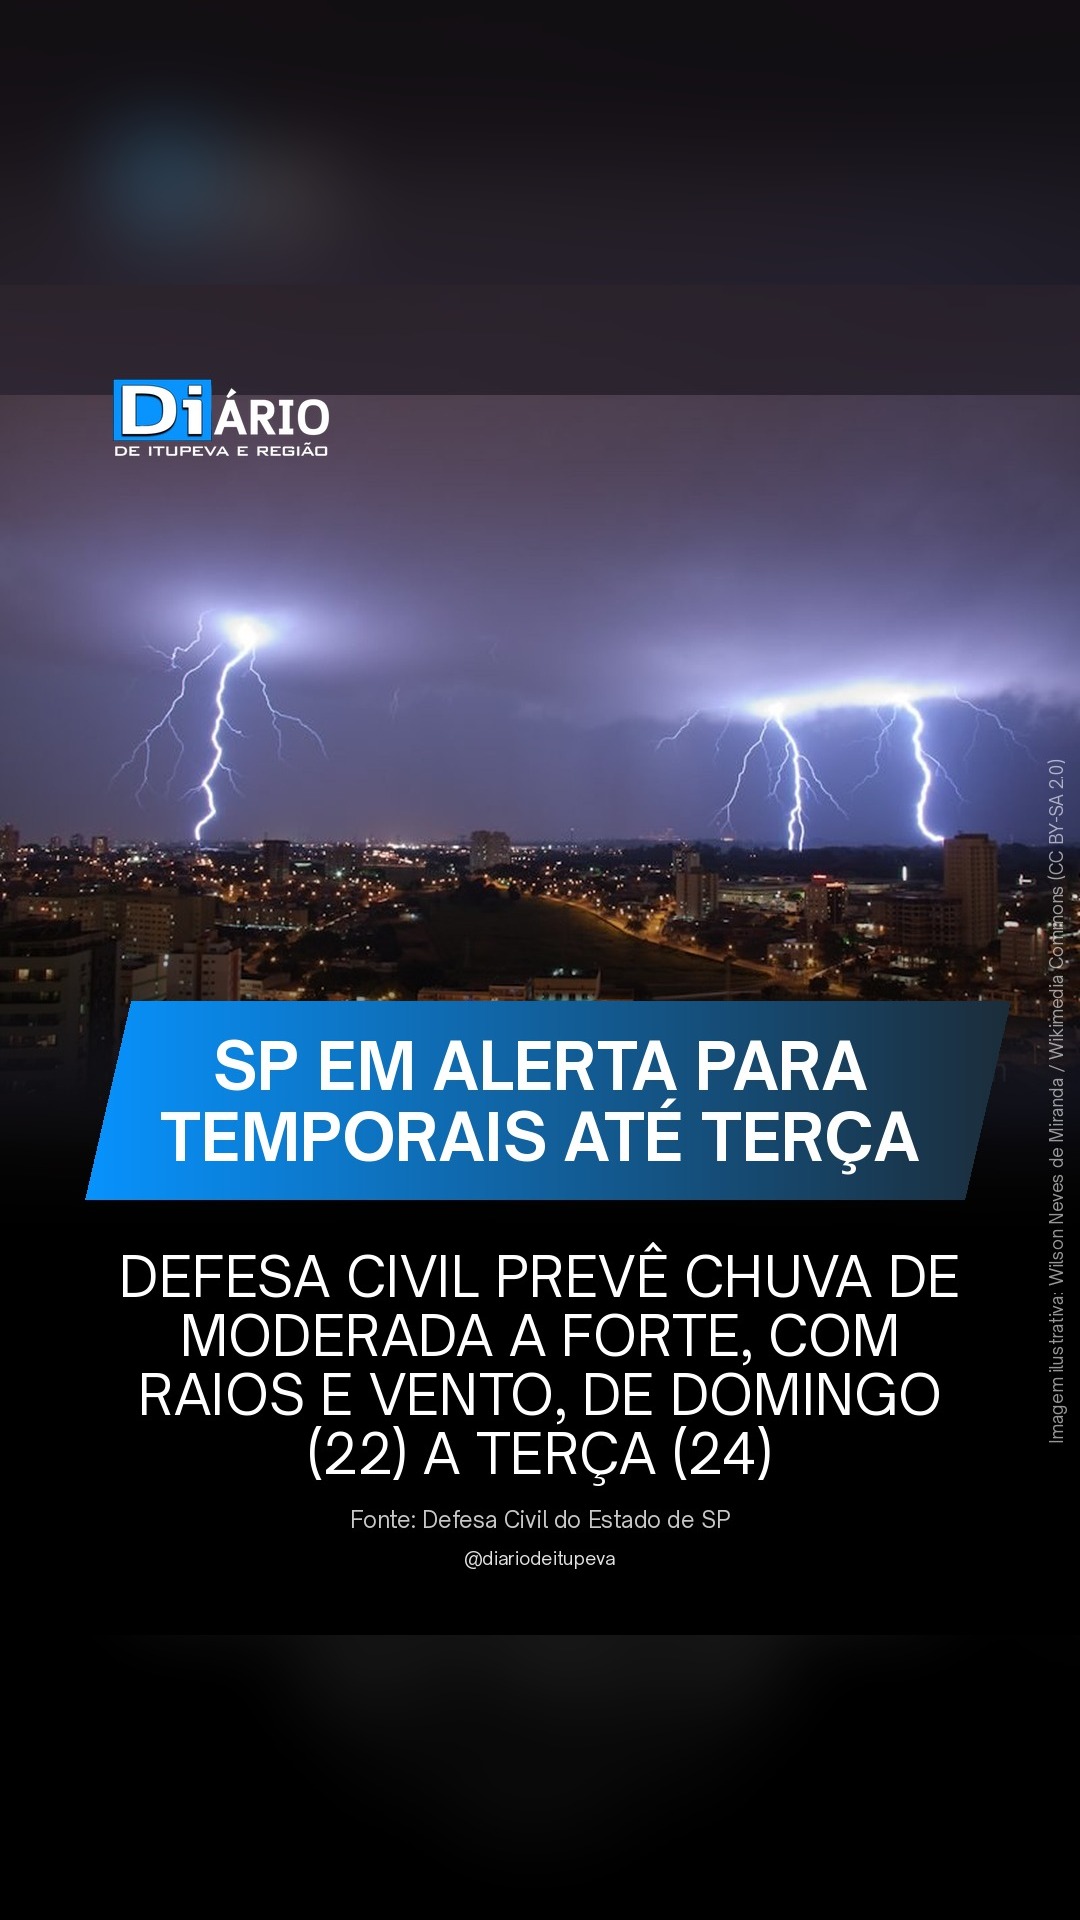 DiÁRIO
DE ITUPEVA E REGIÃO
SP EM ALERTA PARA
TEMPORAIS ATÉ TERÇA
DEFESA CIVIL PREVÊ CHUVA DE
MODERADA A FORTE, COM
RAIOS E VENTO, DE DOMINGO
(22) A TERÇA (24)
Fonte: Defesa Civil do Estado de SP
@diariodeitupeva
Imagem ilustrativa: Wilson Neves de Miranda / Wikimedia Commons (CC BY-SA 2.0)